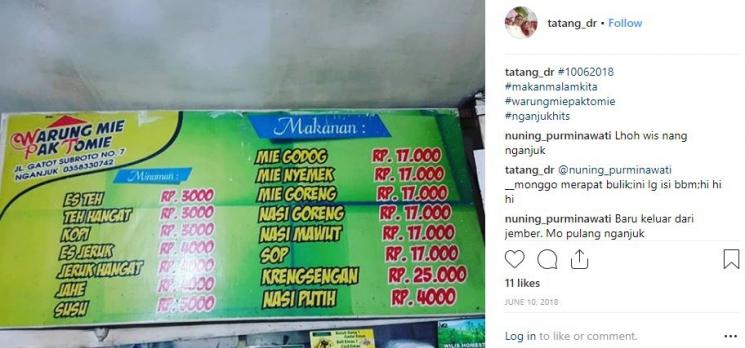 tatang_dr • Follow
tatang_dr #10062018
#makanmalamkita
#warungmiepaktomie
#nganjukhits
nuning_purminawati Lhoh wis nang
nganjuk
tatang_dr @nuning_purminawati
__monggo merapat bulikcini lg isi bbm;hi hi
hi
nuning_purminawati Baru keluar dari
jember. Mo pulang nganjuk
11 likes
JUNE 10, 2018
Log in to like or comment.
WARUNG MIE
PAK TOMIE
JL. GATOT SUBROTO NO. 7
NGANJUK 0358330742
Minuman :
ES TEH RP. 3000
TEH HANGAT RP. 3000
KOPI RP. 3000
ES JERUK RP. 4000
JERUK HANGAT RP. 4000
JAHE RP. 4000
SUSU RP. 5000
Makanan :
MIE GODOG RP. 17.000
MIE NYEMEK RP. 17.000
MIE GORENG RP. 17.000
NASI GORENG RP. 17.000
NASI MAWUT RP. 17.000
SOP RP. 17.000
KRENGSENGAN RP. 25.000
NASI PUTIH RP. 4000
WILIS HOMEST